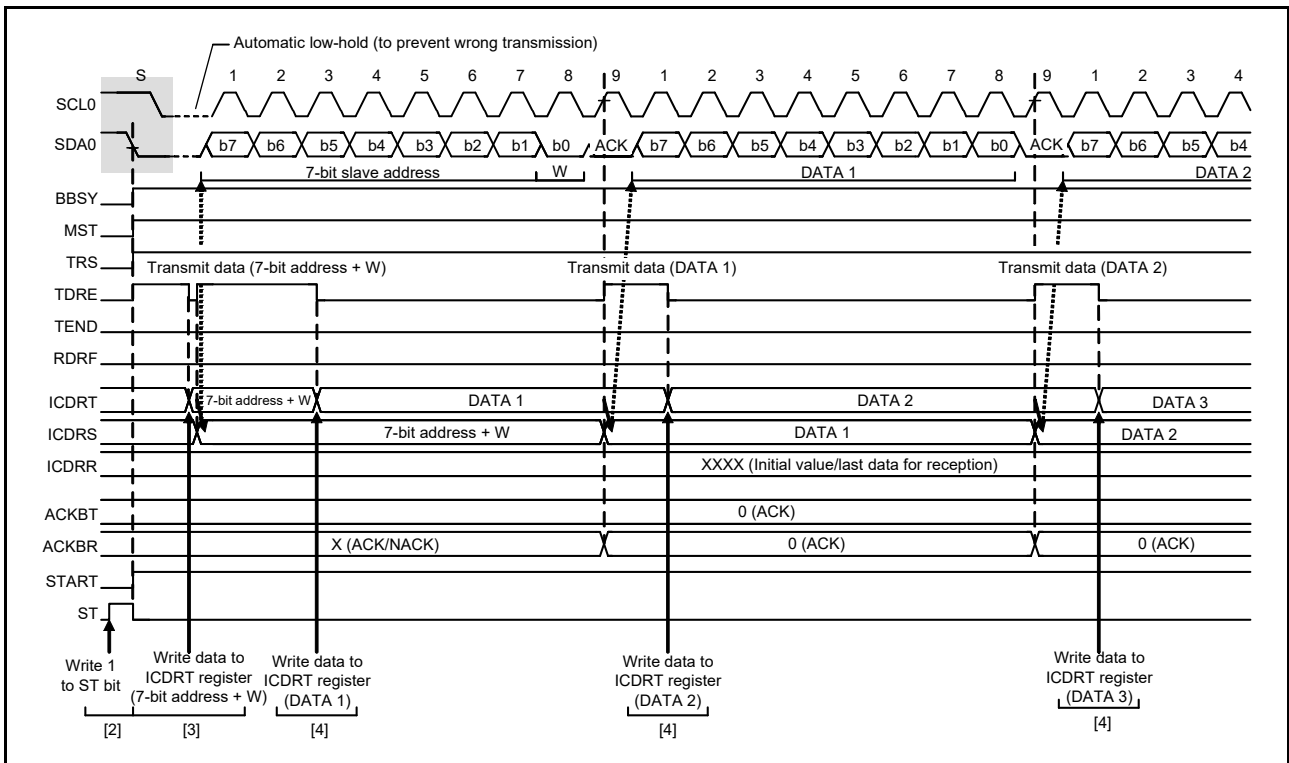 Automatic low-hold (to prevent wrong transmission)
S 1 2 3 4 5 6 7 8 9 1 2 3 4 5 6 7 8 9 1 2 3 4
SCL0
SDA0 b7 b6 b5 b4 b3 b2 b1 b0 ACK b7 b6 b5 b4 b3 b2 b1 b0 ACK b7 b6 b5 b4
7-bit slave address W DATA 1 DATA 2
BBSY
MST
TRS
Transmit data (7-bit address + W) Transmit data (DATA 1) Transmit data (DATA 2)
TDRE
TEND
RDRF
ICDRT 7-bit address + W DATA 1 DATA 2 DATA 3
ICDRS 7-bit address + W DATA 1 DATA 2
ICDRR XXXX (Initial value/last data for reception)
ACKBT 0 (ACK)
ACKBR X (ACK/NACK) 0 (ACK) 0 (ACK)
START
ST
Write 1
to ST bit
[2]
Write data to
ICDRT register
(7-bit address + W)
[3]
Write data to
ICDRT register
(DATA 1)
[4]
Write data to
ICDRT register
(DATA 2)
[4]
Write data to
ICDRT register
(DATA 3)
[4]